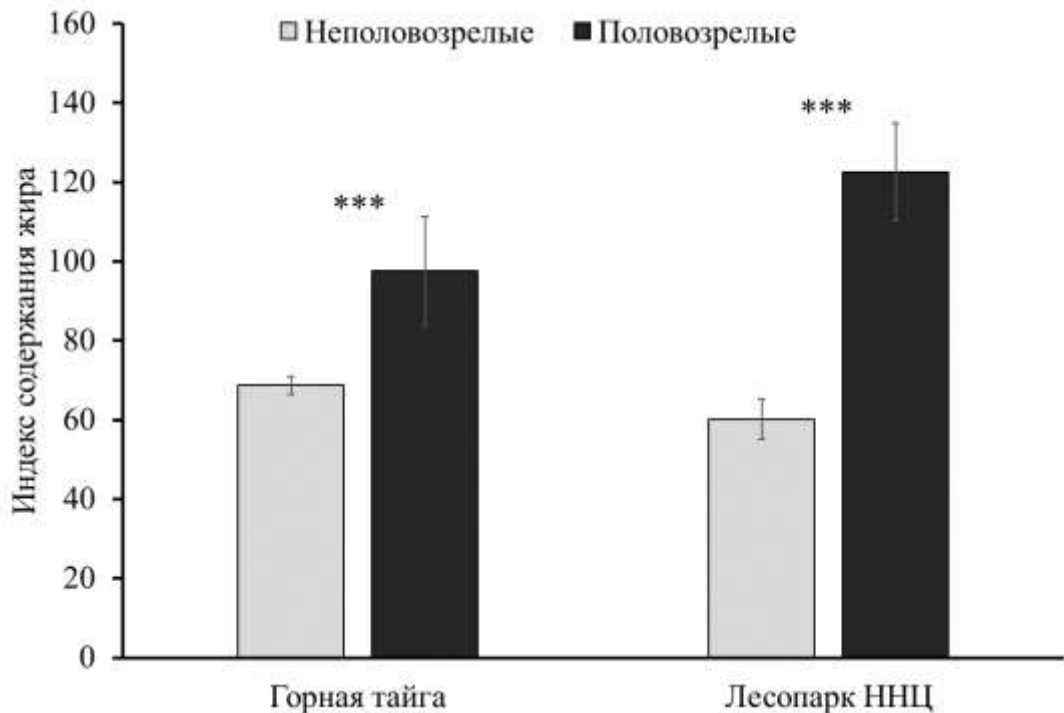 Неполовозрелые Половозрелые
160
140
120
100
80
60
40
20
0
Индекс содержания жира
***
***
Горная тайга
Лесопарк ННЦ